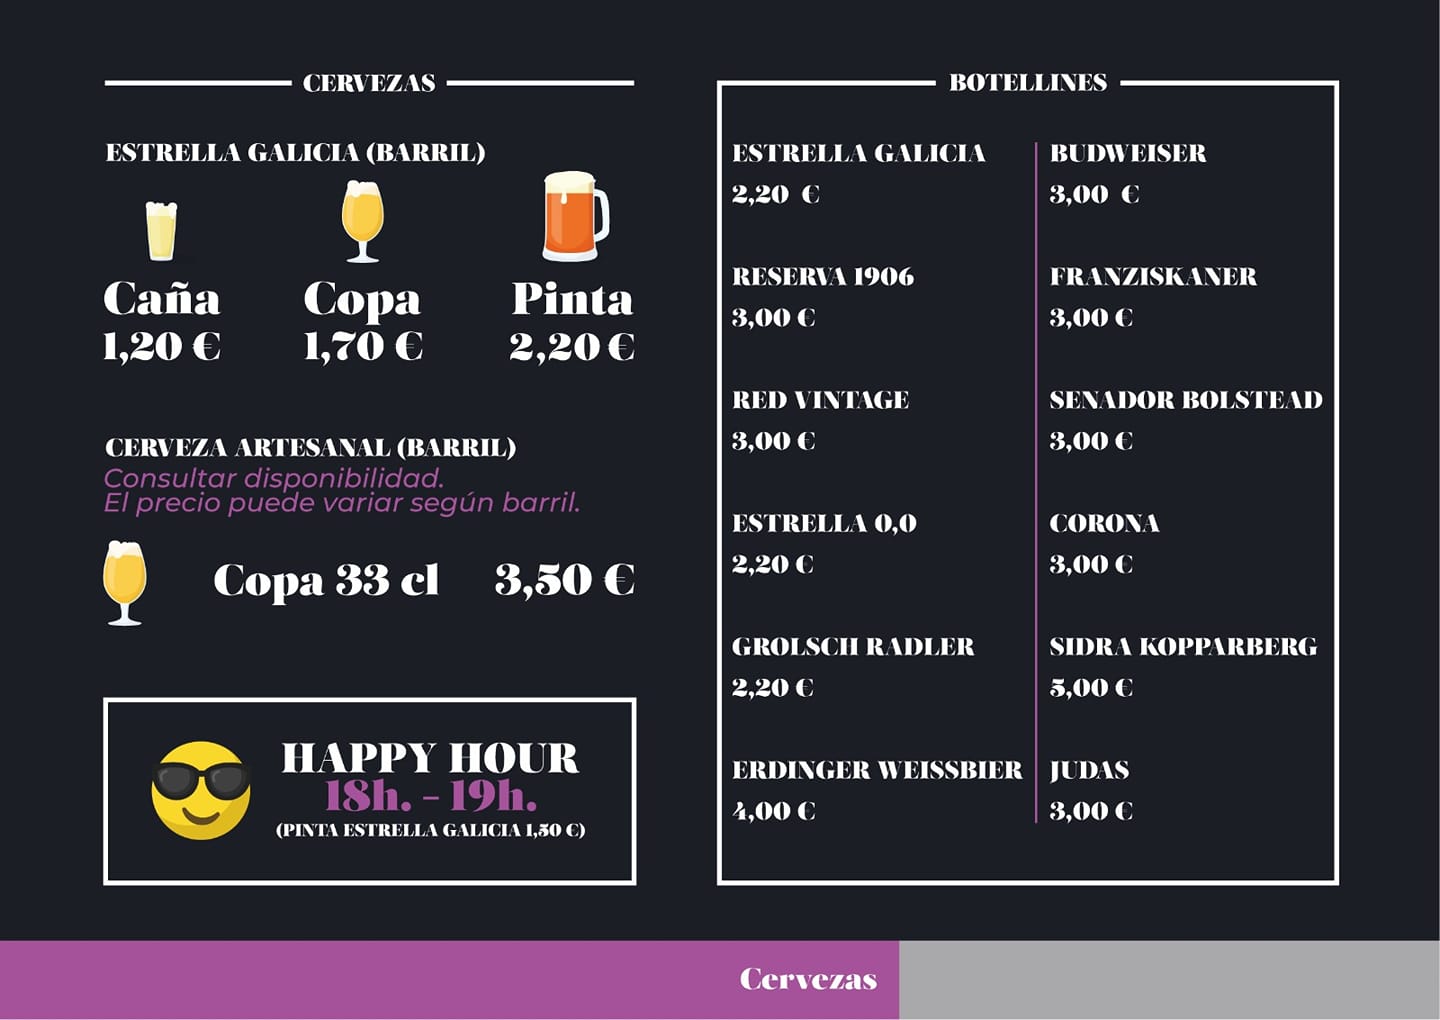 CERVEZAS
ESTRELLA GALICIA (BARRIL)
Caña
1,20 €
Copa
1,70 €
Pinta
2,20 €
CERVEZA ARTESANAL (BARRIL)
Consultar disponibilidad.
El precio puede variar según barril.
Copa 33 cl 3,50 €
HAPPY HOUR
18h. - 19h.
(PINTA ESTRELLA GALICIA 1,50 €)
BOTELLINES
ESTRELLA GALICIA
2,20 €
RESERVA 1906
3,00 €
RED VINTAGE
3,00 €
ESTRELLA 0,0
2,20 €
GROLSCH RADLER
2,20 €
ERDINGER WEISSBIER
4,00 €
BUDWEISER
3,00 €
FRANZISKANER
3,00 €
SENADOR BOLSTEAD
3,00 €
CORONA
3,00 €
SIDRA KOPPARBERG
5,00 €
JUDAS
3,00 €
Cervezas